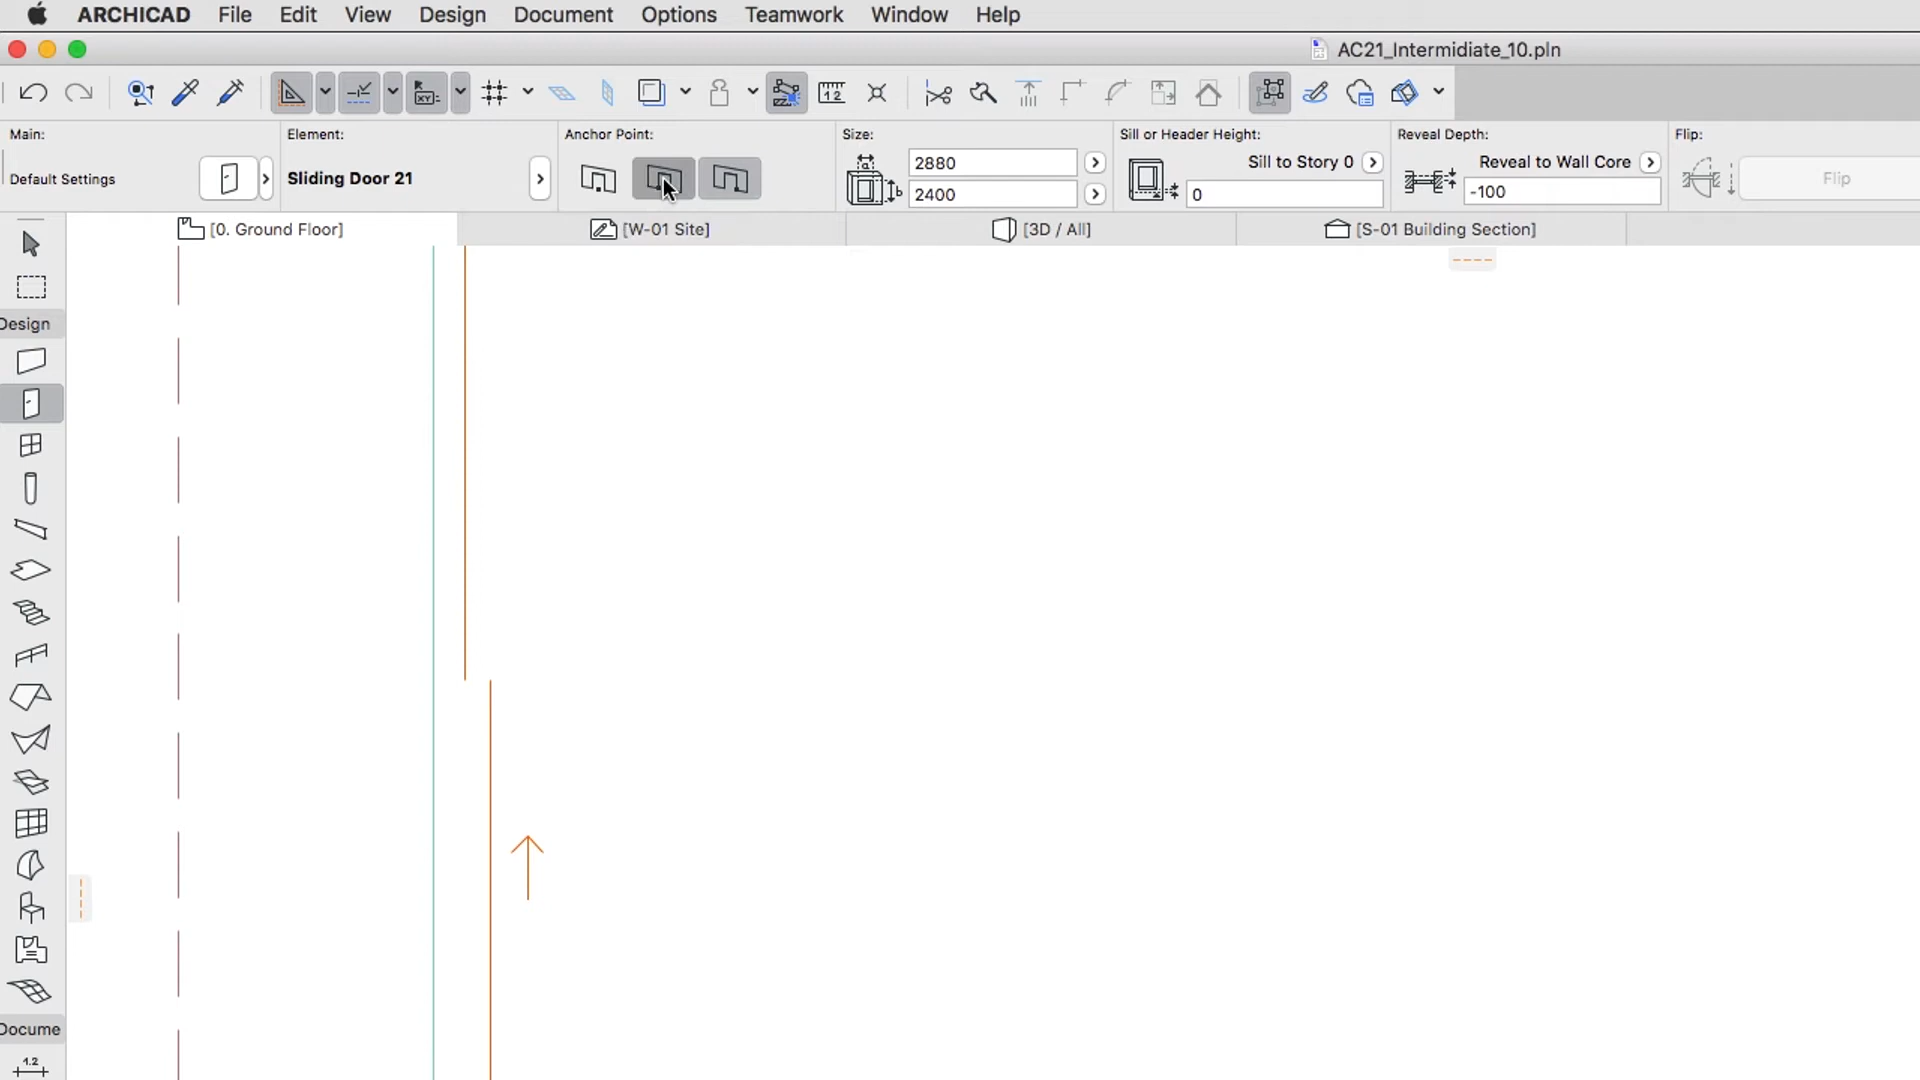 ARCHICAD File Edit View Design Document Options Teamwork Window Help
AC21_Intermidiate_10.pln
Main: Element: Anchor Point: Size: Sill or Header Height: Reveal Depth: Flip:
2880 Sill to Story 0 Reveal to Wall Core
Default Settings Sliding Door 21 Flip
2400 0 -100
[0. Ground Floor] [W-01 Site] [3D / All] [S-01 Building Section]
Design
Docume
1.2